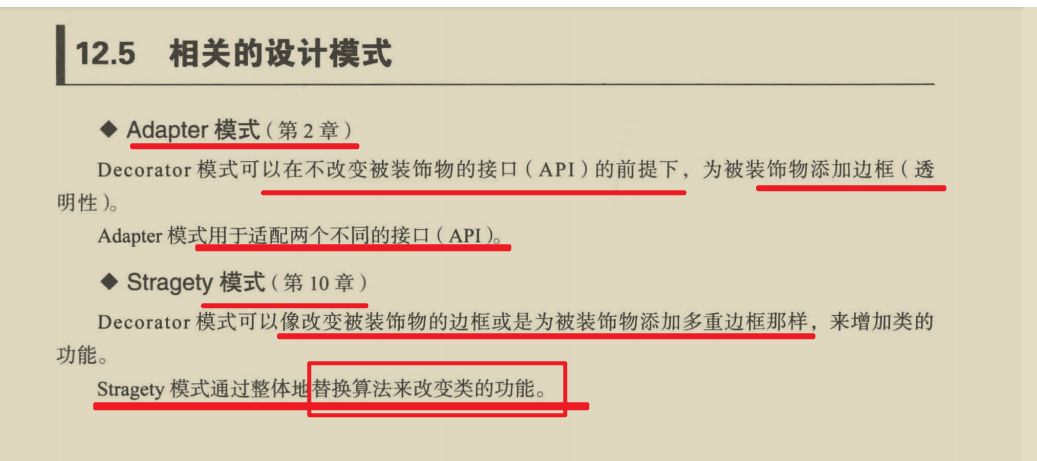 12.5 相关的设计模式
◆ Adapter 模式（第 2 章）
Decorator 模式可以在不改变被装饰物的接口（API）的前提下，为被装饰物添加边框（透
明性）。
Adapter 模式用于适配两个不同的接口（API）。
◆ Stragety 模式（第 10 章）
Decorator 模式可以像改变被装饰物的边框或是为被装饰物添加多重边框那样，来增加类的
功能。
Stragety 模式通过整体地替换算法来改变类的功能。